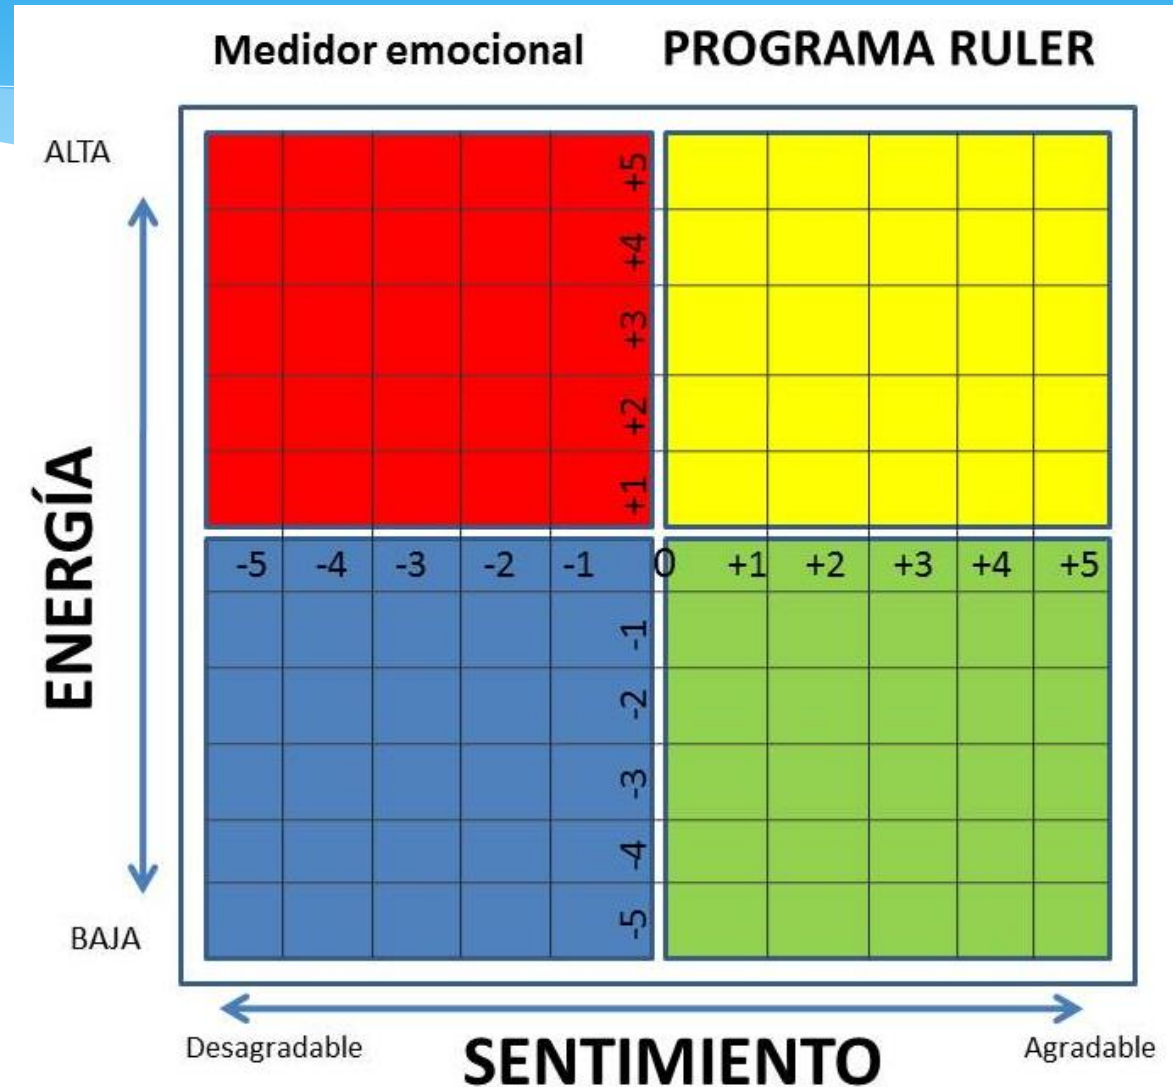 Medidor emocional PROGRAMA RULER
ALTA
+5
+4
+3
+2
+1
ENERGÍA
-5 -4 -3 -2 -1 0 +1 +2 +3 +4 +5
-1
-2
-3
-4
-5
BAJA
Desagradable SENTIMIENTO Agradable